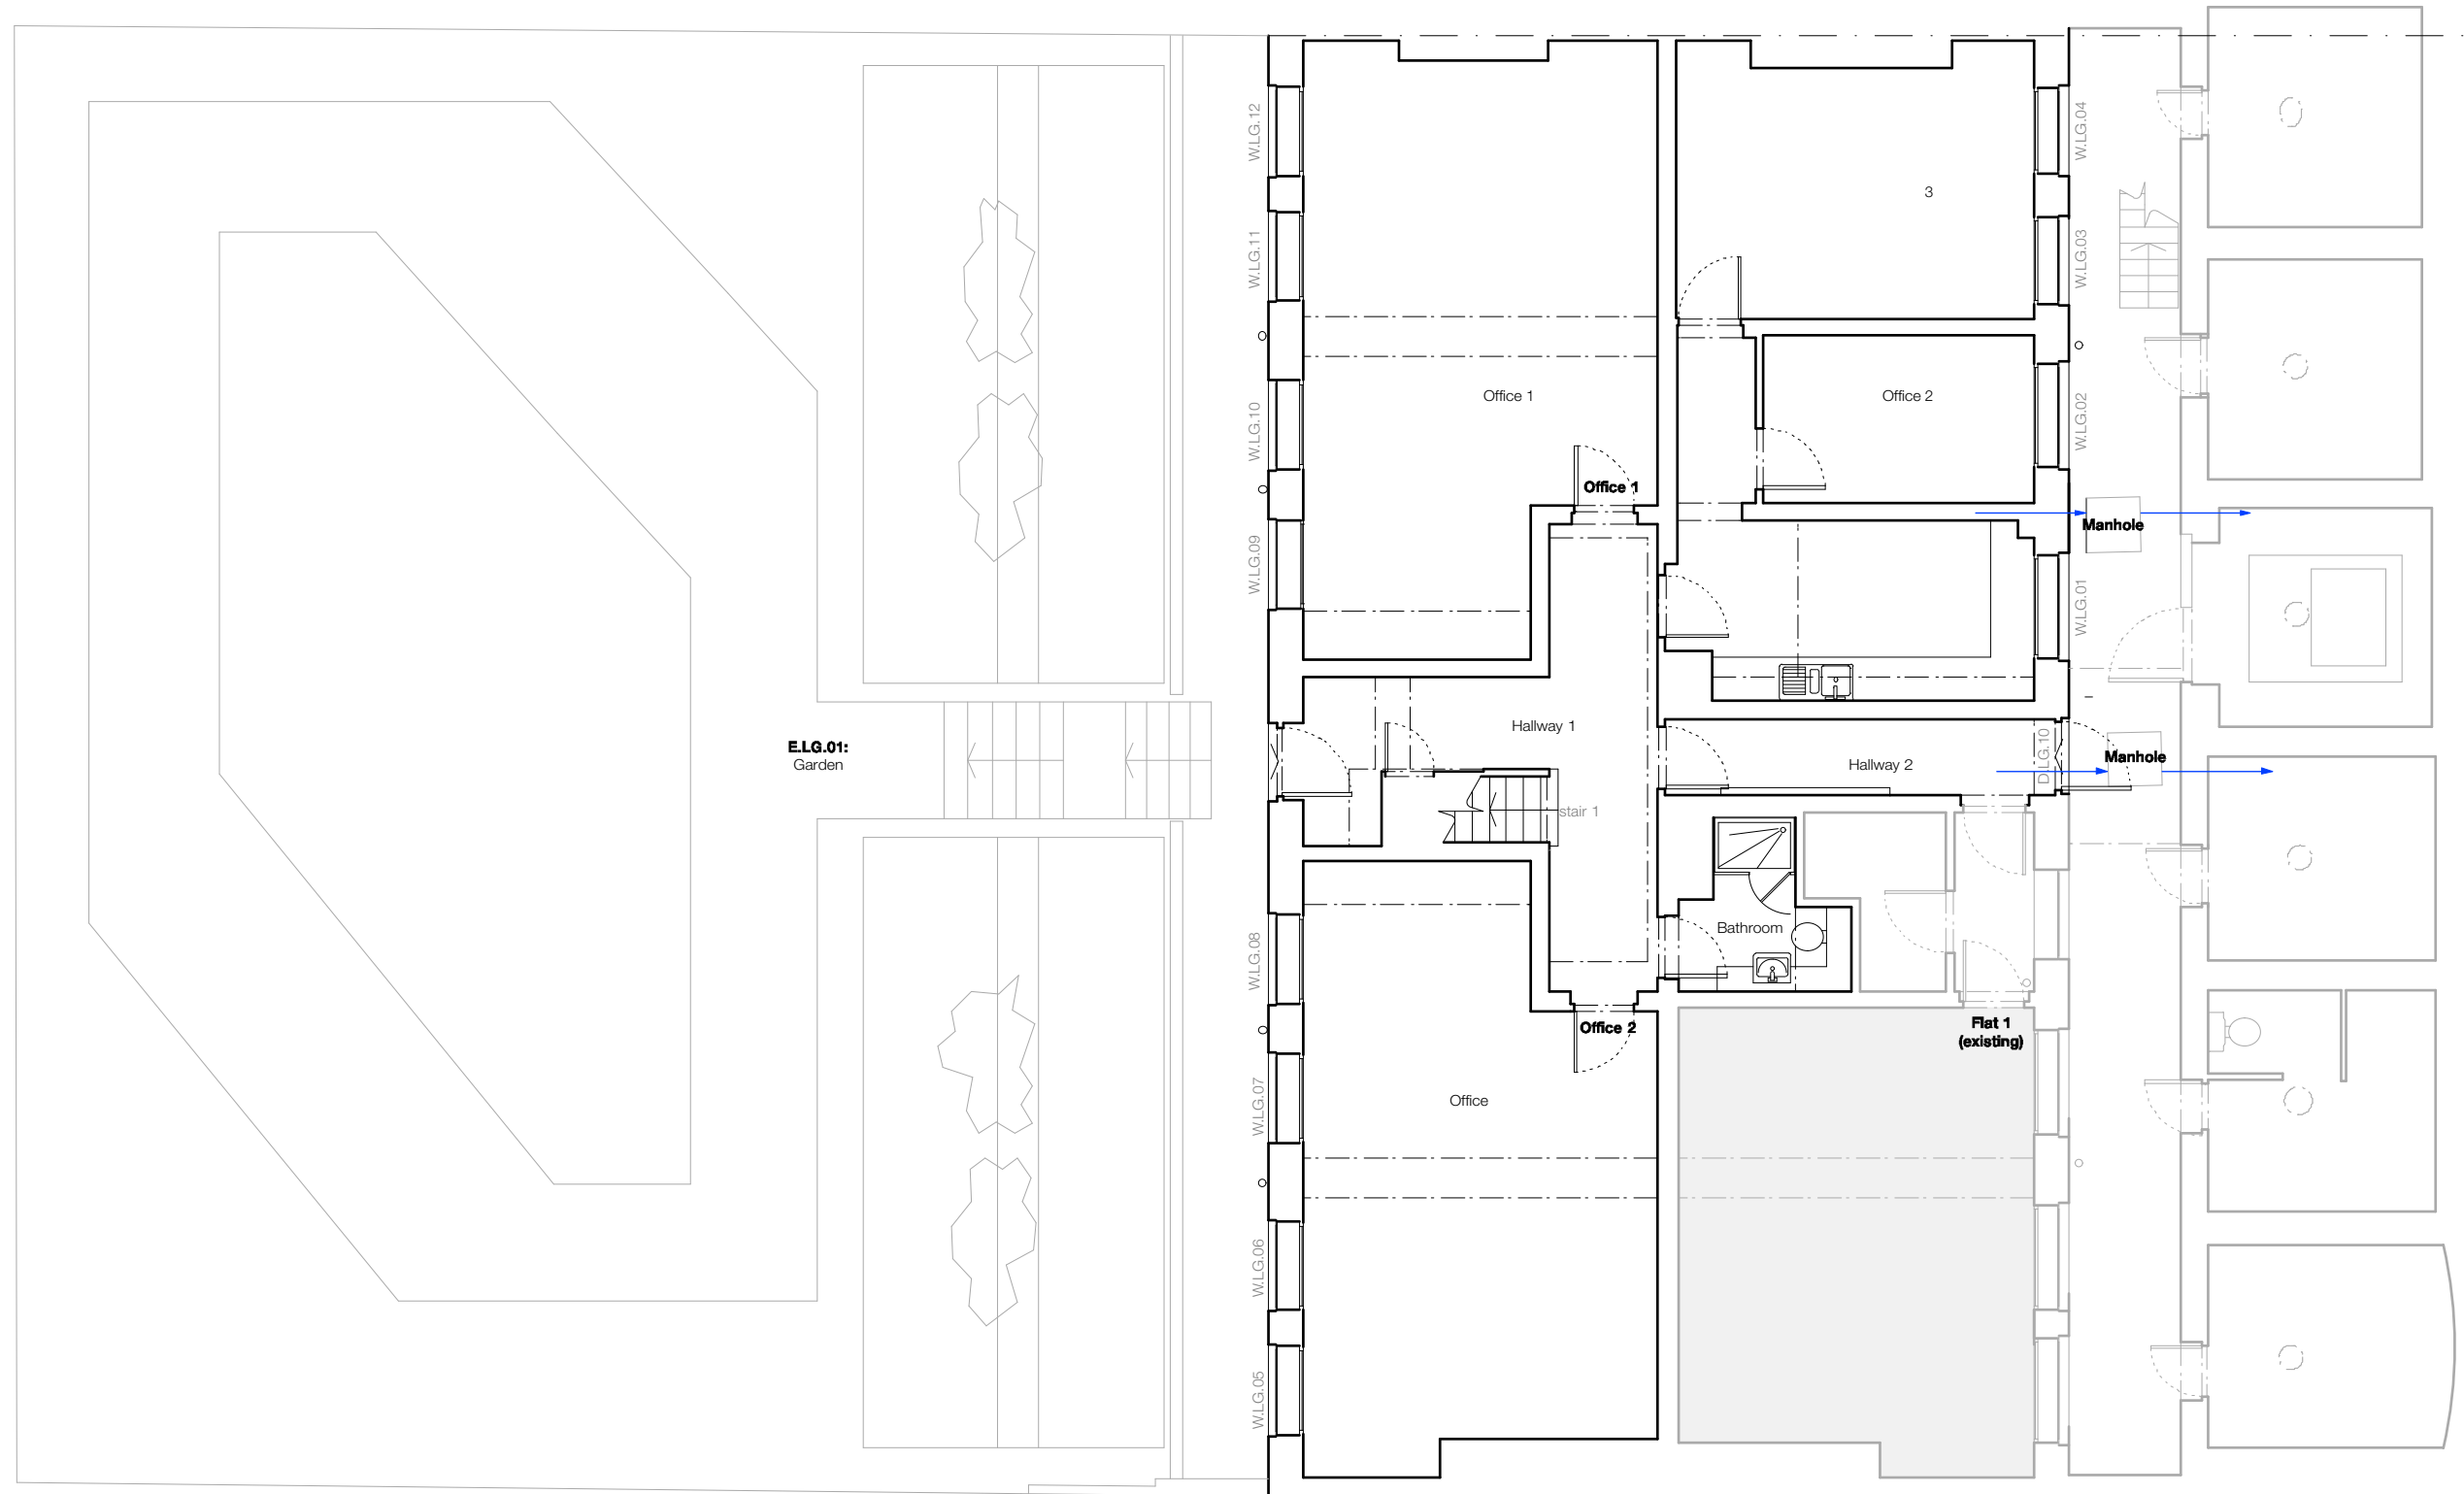 W.LG.12
W.LG.04
3
W.LG.11
W.LG.03
Office 1
Office 2
W.LG.10
W.LG.02
Office 1
Manhole
W.LG.09
W.LG.01
Hallway 1
E.LG.01:
Garden
Hallway 2
D.LG.10
Manhole
stair 1
Bathroom
W.LG.08
Office 2
Flat 1
(existing)
Office
W.LG.07
W.LG.06
W.LG.05